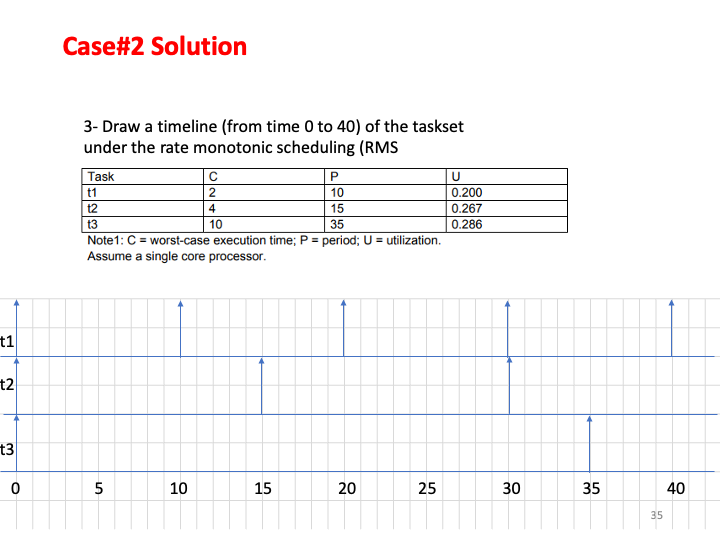 Case#2 Solution
3- Draw a timeline (from time 0 to 40) of the taskset
under the rate monotonic scheduling (RMS
Task C P U
t1 2 10 0.200
t2 4 15 0.267
t3 10 35 0.286
Note1: C = worst-case execution time; P = period; U = utilization.
Assume a single core processor.
t1
t2
t3
0 5 10 15 20 25 30 35 40
35